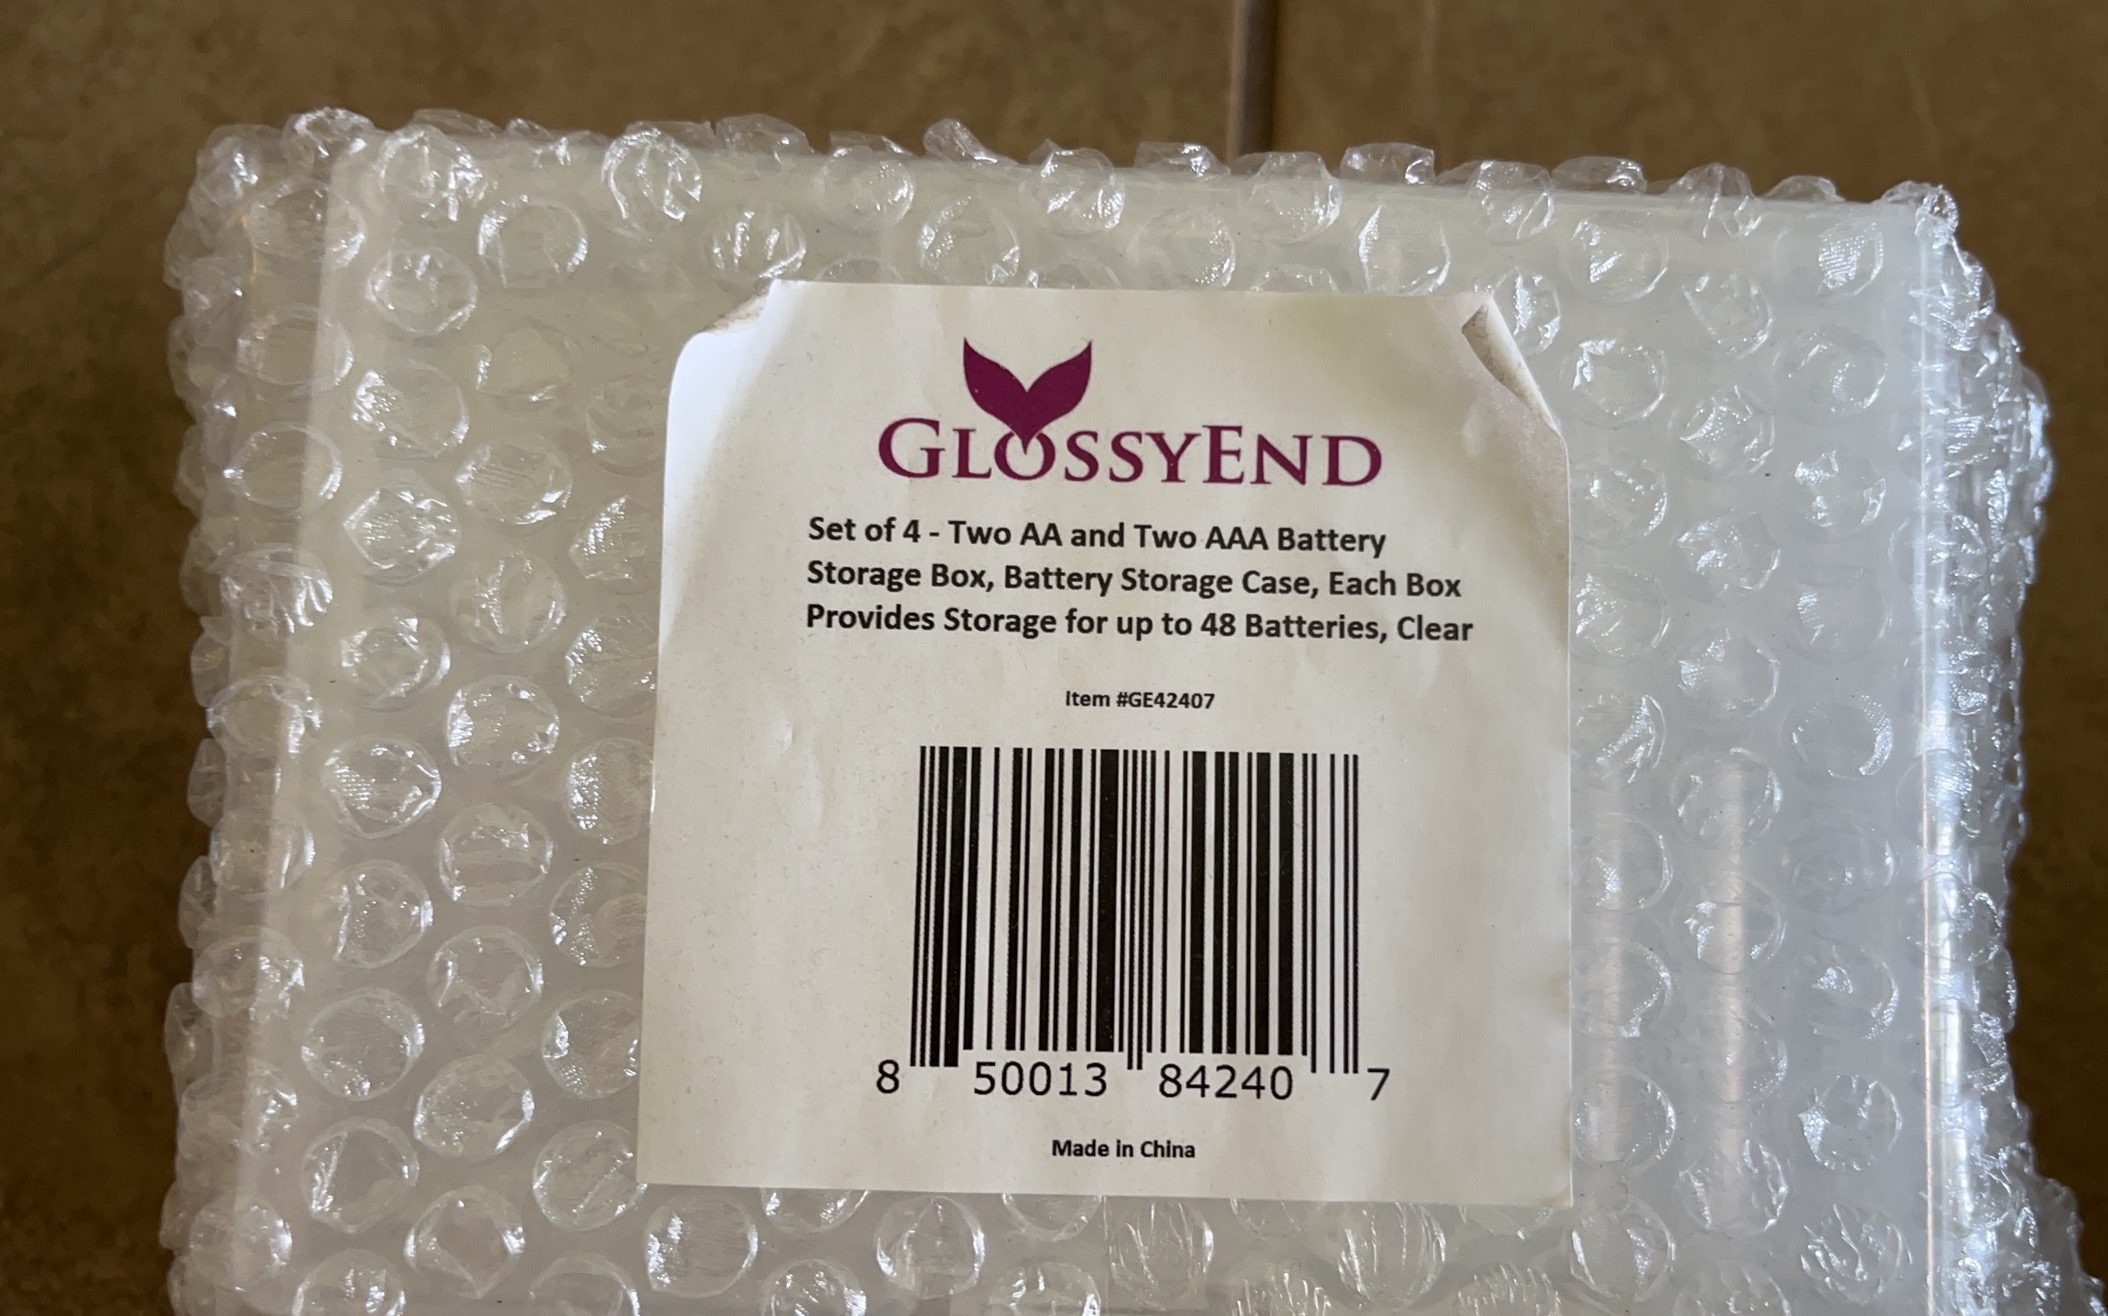 GLOSSYEND
Set of 4 - Two AA and Two AAA Battery
Storage Box, Battery Storage Case, Each Box
Provides Storage for up to 48 Batteries, Clear
Item #GE42407
8 50013 84240 7
Made in China